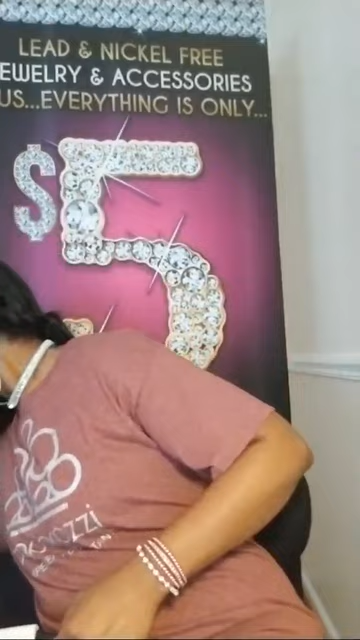 LEAD & NICKEL FREE
EWELRY & ACCESSORIES
US...EVERYTHING IS ONLY...
$5